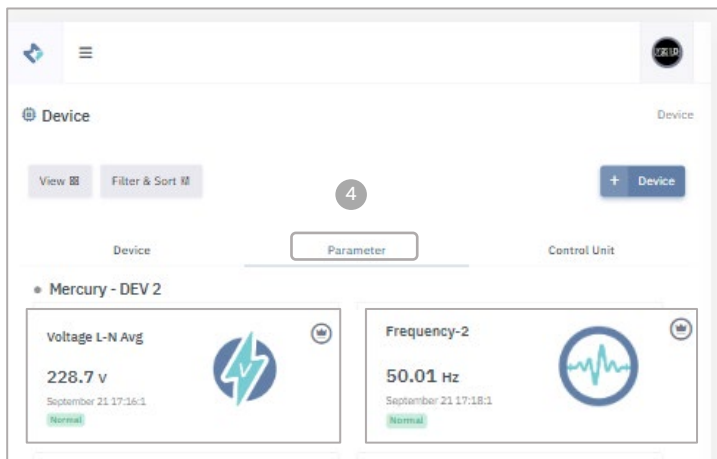 Device
Device
View
Filter & Sort
+ Device
4
Device
Parameter
Control Unit
Mercury - DEV 2
Voltage L-N Avg
228.7 V
September 21 17:16:1
Normal
Frequency-2
50.01 Hz
September 21 17:18:1
Normal